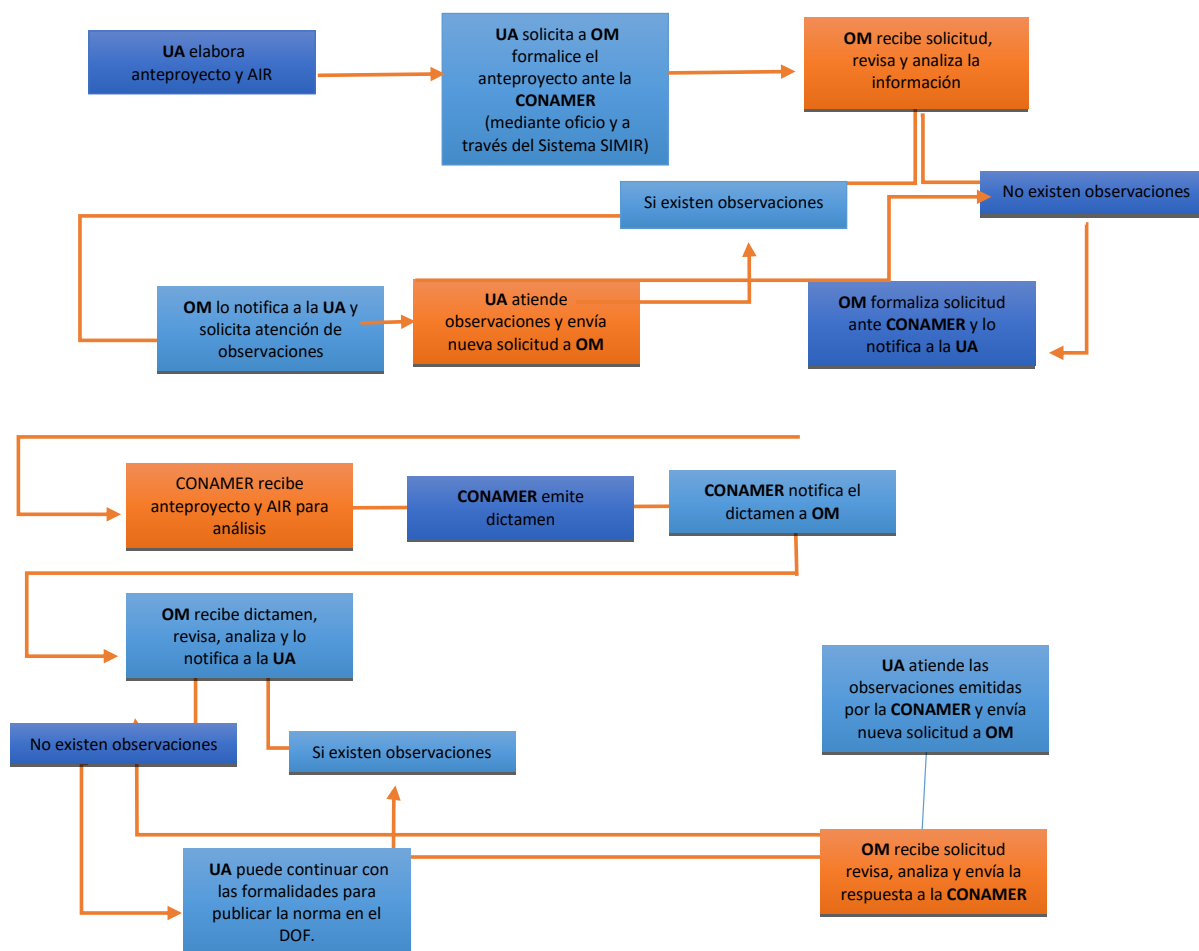 UA elabora
anteproyecto y AIR
UA solicita a OM
formalice el
anteproyecto ante la
CONAMER
(mediante oficio y a
través del Sistema SIMIR)
OM recibe solicitud,
revisa y analiza la
información
Si existen observaciones
No existen observaciones
OM lo notifica a la UA y
solicita atención de
observaciones
UA atiende
observaciones y envía
nueva solicitud a OM
OM formaliza solicitud
ante CONAMER y lo
notifica a la UA
CONAMER recibe
anteproyecto y AIR para
análisis
CONAMER emite
dictamen
CONAMER notifica el
dictamen a OM
OM recibe dictamen,
revisa, analiza y lo
notifica a la UA
No existen observaciones
Si existen observaciones
UA atiende las
observaciones emitidas
por la CONAMER y envía
nueva solicitud a OM
UA puede continuar con
las formalidades para
publicar la norma en el
DOF.
OM recibe solicitud
revisa, analiza y envía la
respuesta a la CONAMER